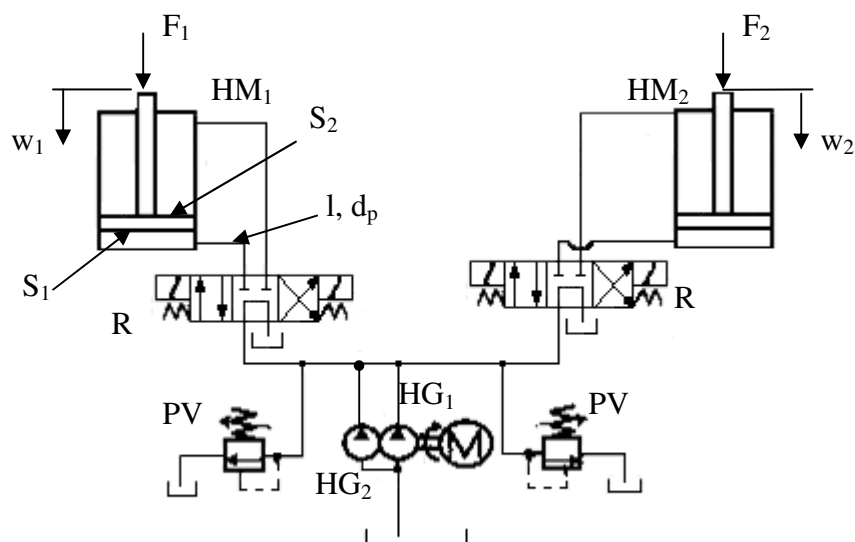 F₁
F₂
HM₁
HM₂
w₁
S₂
w₂
l, dₚ
S₁
R
R
HG₁
PV
PV
M
HG₂